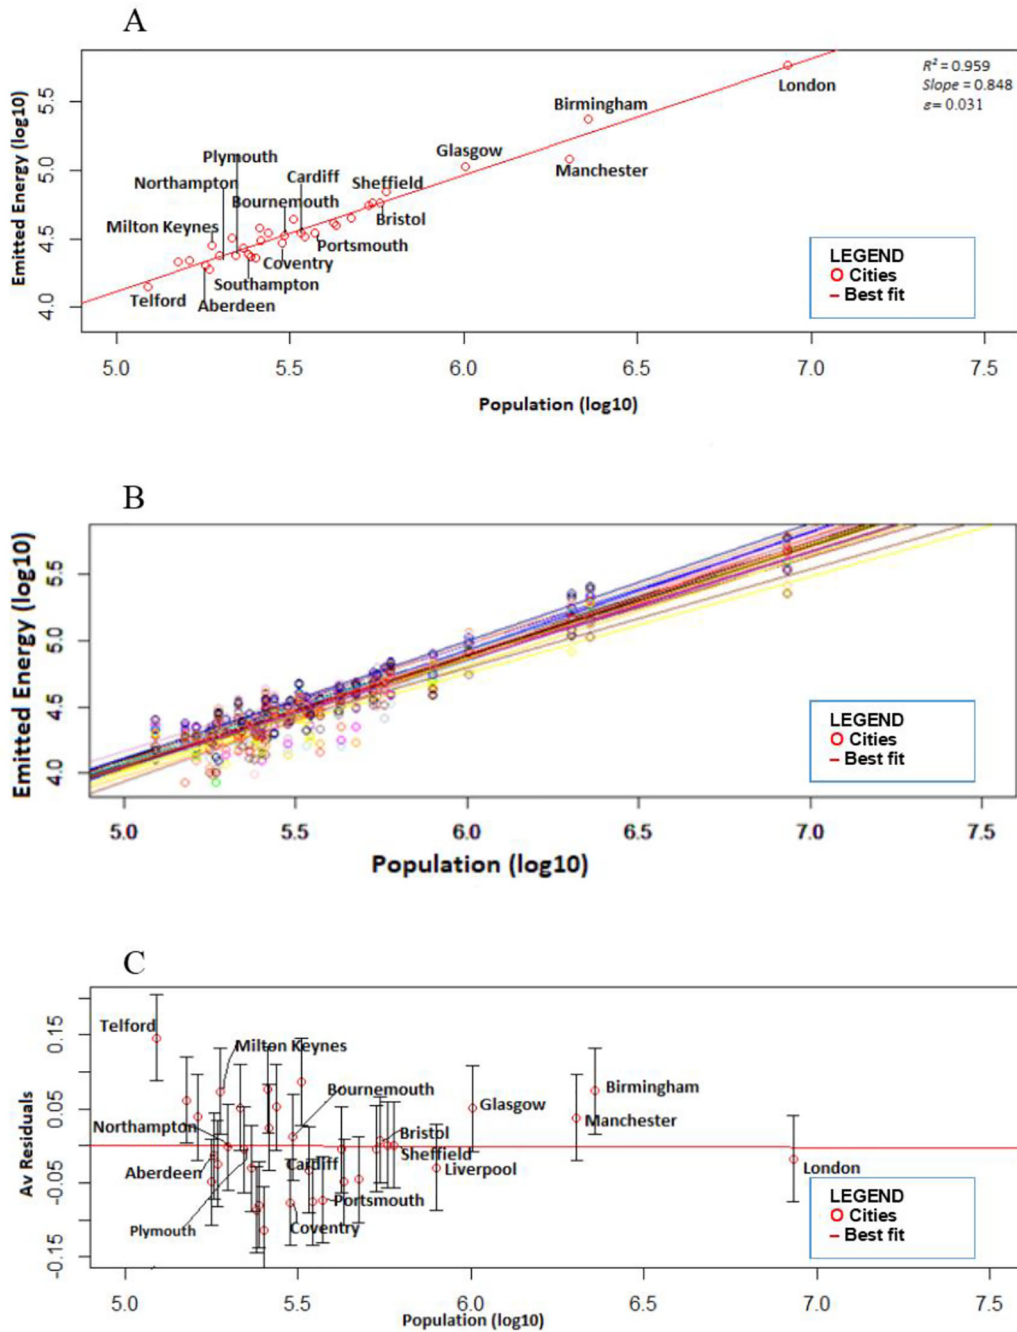 A
Emitted Energy (log10)
5.5
5.0
4.5
4.0
R² = 0.959
Slope = 0.848
ε= 0.031
London
Birmingham
Manchester
Glasgow
Plymouth
Northampton
Cardiff
Sheffield
Bournemouth
Bristol
Milton Keynes
Portsmouth
Coventry
Southampton
Telford
Aberdeen
LEGEND
Cities
Best fit
5.0 5.5 6.0 6.5 7.0 7.5
Population (log10)
B
Emitted Energy (log10)
5.5
5.0
4.5
4.0
LEGEND
Cities
Best fit
5.0 5.5 6.0 6.5 7.0 7.5
Population (log10)
C
Av Residuals
0.15
0.05
-0.05
-0.15
Telford
Milton Keynes
Bournemouth
Birmingham
Glasgow
Manchester
Northampton
Bristol
Sheffield
Aberdeen
Cardiff
Liverpool
London
Portsmouth
Plymouth
Coventry
LEGEND
Cities
Best fit
5.0 5.5 6.0 6.5 7.0 7.5
Population (log10)